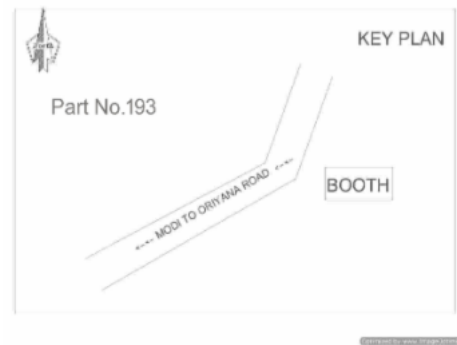 KEY PLAN
Part No.193
BOOTH
<-<- MODI TO ORIYANA ROAD ->->